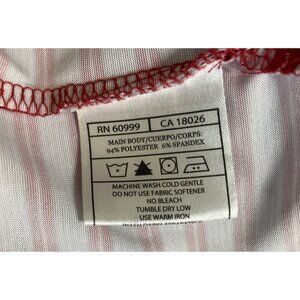 RN 60999 CA 18026
MAIN BODY/CUERPO/CORPS:
94% POLYESTER 6% SPANDEX
MACHINE WASH COLD GENTLE
DO NOT USE FABRIC SOFTENER
NO BLEACH
TUMBLE DRY LOW
USE WARM IRON